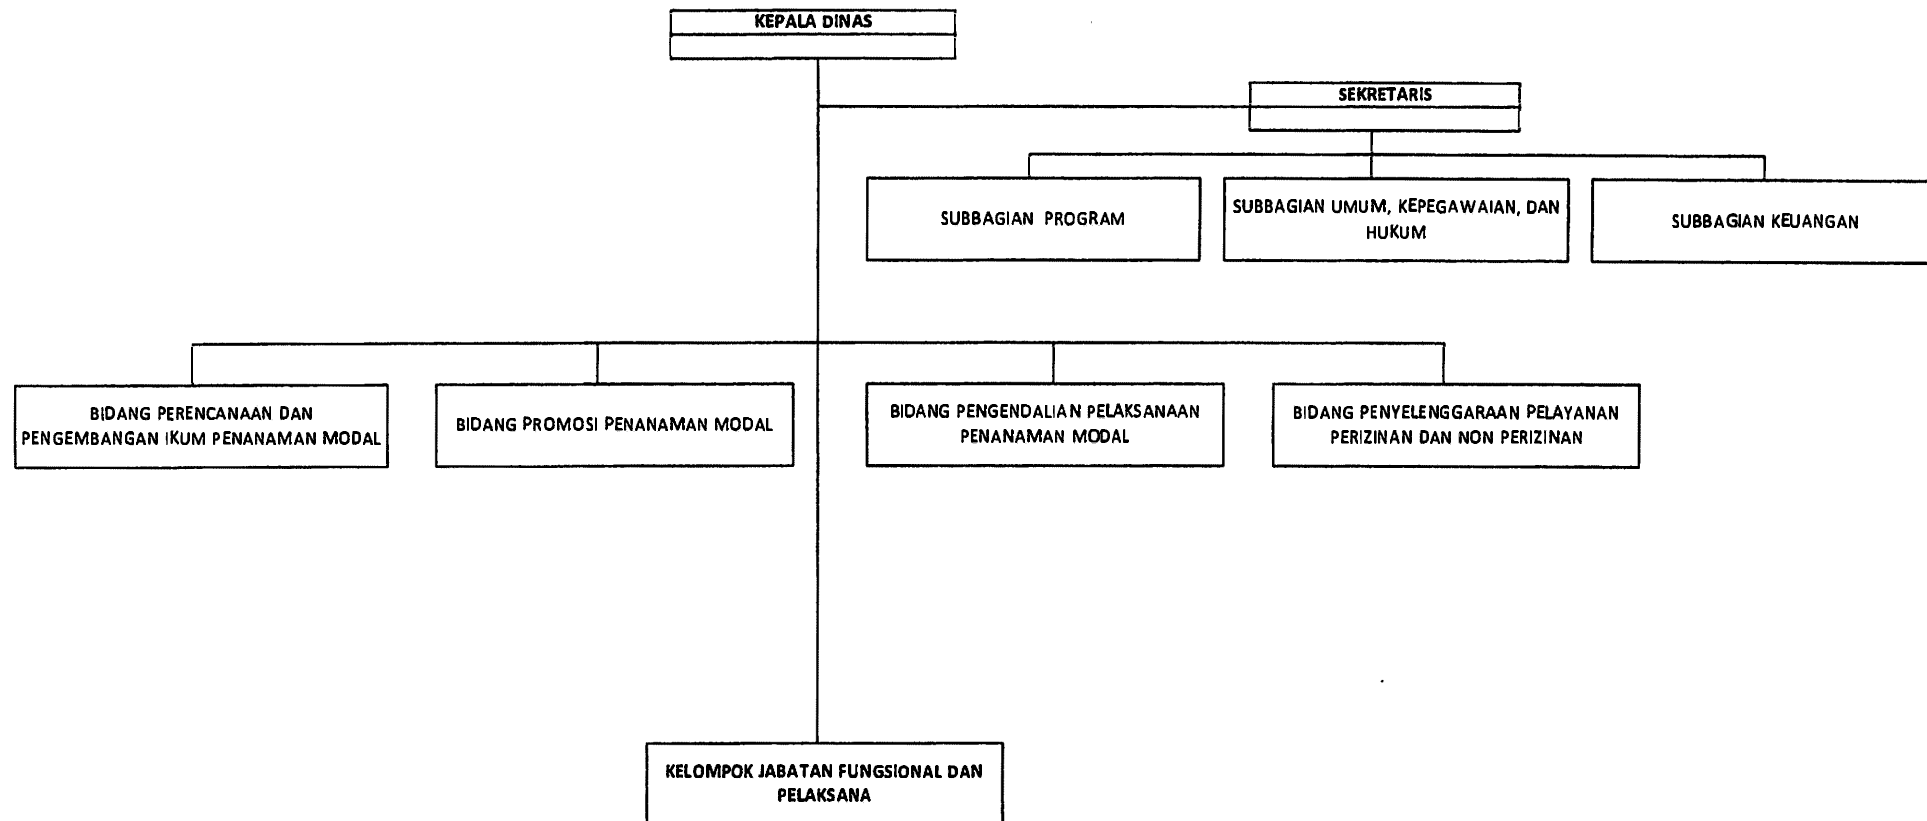 KEPALA DINAS
SEKRETARIS
SUBBAGIAN PROGRAM
SUBBAGIAN UMUM, KEPEGAWAIAN, DAN
HUKUM
SUBBAGIAN KEUANGAN
BIDANG PERENCANAAN DAN
PENGEMBANGAN IKUM PENANAMAN MODAL
BIDANG PROMOSI PENANAMAN MODAL
BIDANG PENGENDALIAN PELAKSANAAN
PENANAMAN MODAL
BIDANG PENYELENGGARAAN PELAYANAN
PERIZINAN DAN NON PERIZINAN
KELOMPOK JABATAN FUNGSIONAL DAN
PELAKSANA